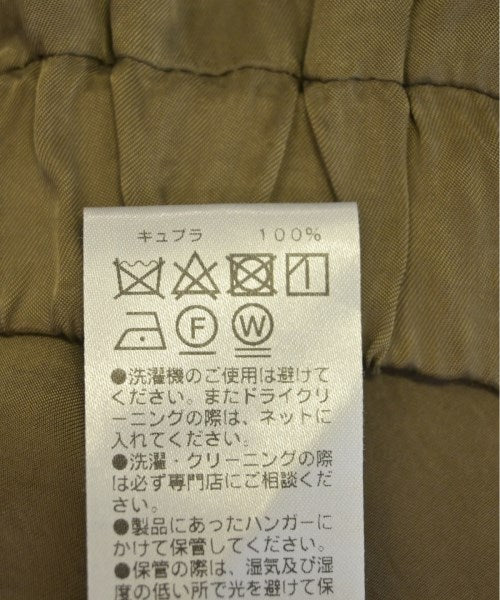 キュプラ 100%
F W
●洗濯機のご使用は避けて
ください。またドライクリ
ーニングの際は、ネットに
入れてください。
●洗濯・クリーニングの際
は必ず専門店にご相談くだ
さい。
●製品にあったハンガーに
かけて保管してください。
●保管の際は、湿気及び湿
度の低い所で光を避けて保